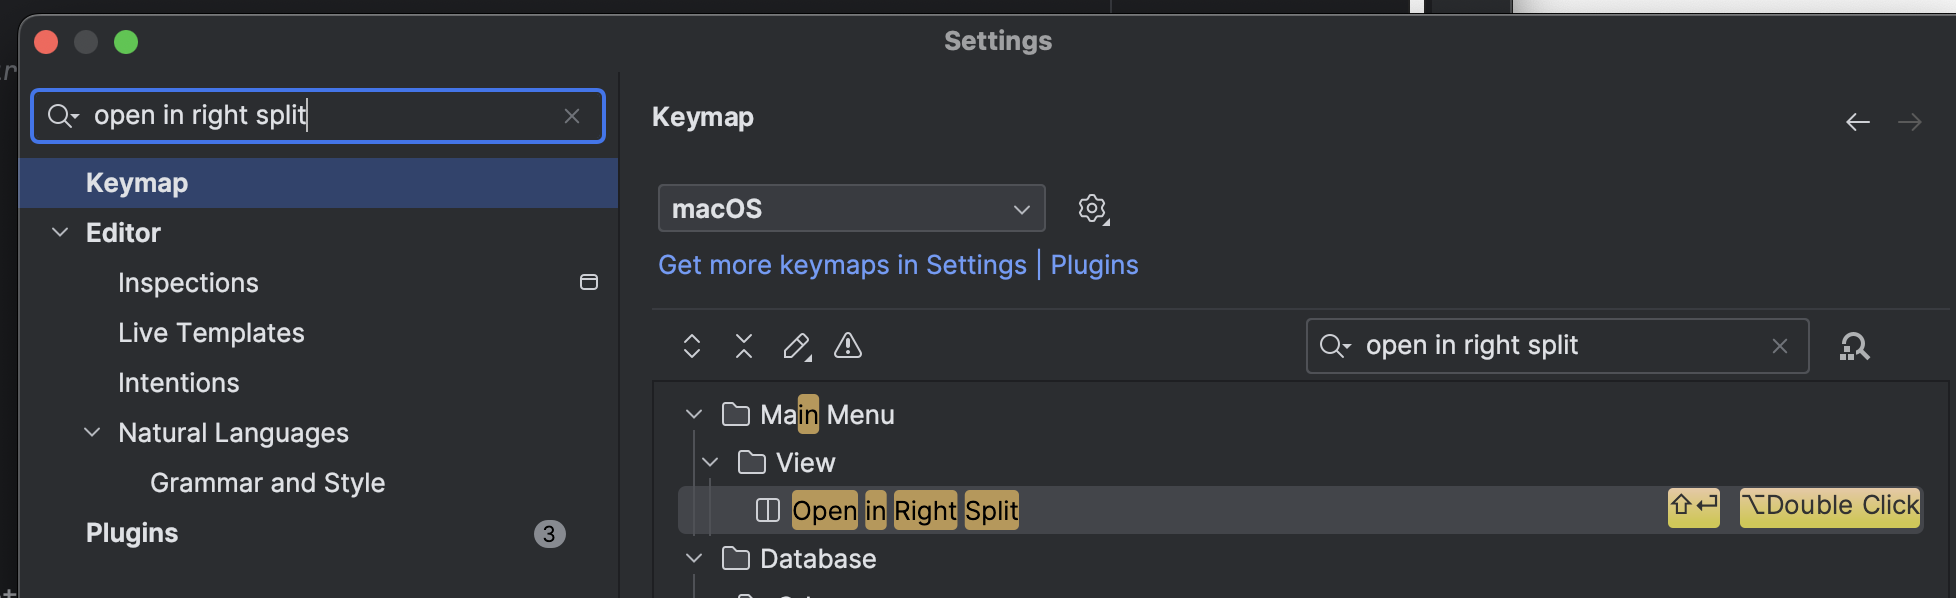 Settings
open in right split
Keymap
Editor
Inspections
Live Templates
Intentions
Natural Languages
Grammar and Style
Plugins 3
Keymap
macOS
Get more keymaps in Settings | Plugins
open in right split
Main Menu
View
Open in Right Split ⇧⏎ ⌥Double Click
Database